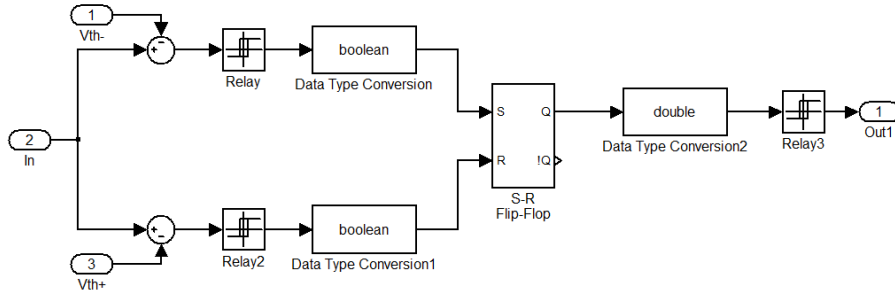 1
Vth-
Relay
boolean
Data Type Conversion
2
In
S
Q
R
!Q
S-R
Flip-Flop
double
Data Type Conversion2
Relay3
1
Out1
Relay2
boolean
Data Type Conversion1
3
Vth+